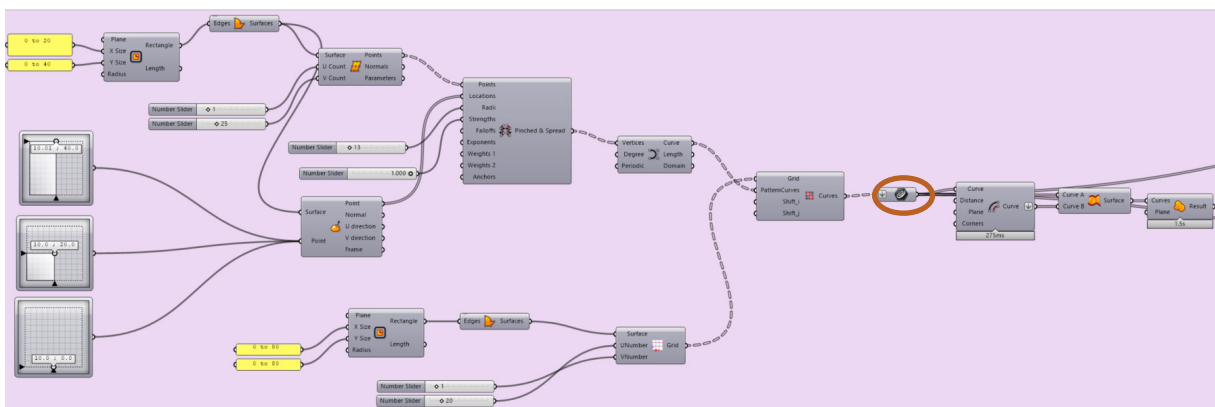 0 to 20
0 to 40
Plane
X Size
Y Size
Radius
Rectangle
Length
Edges
Surfaces
Surface
U Count
V Count
Points
Normals
Parameters
Number Slider
1
Number Slider
25
Points
Locations
Radii
Strengths
Falloffs
Exponents
Weights 1
Weights 2
Anchors
Pinched & Spread
Number Slider
13
Number Slider
1.000
10.01 ; 40.0
10.0 ; 20.0
10.0 ; 0.0
Surface
Point
Point
Normal
U direction
V direction
Frame
Vertices
Degree
Periodic
Curve
Length
Domain
Grid
PatternCurves
Shift_i
Shift_j
Curves
Curve
Distance
Plane
Corners
Curve
275ms
Curve A
Curve B
Surface
Curves
Plane
Result
1.5s
Plane
X Size
Y Size
Radius
Rectangle
Length
0 to 80
0 to 80
Edges
Surfaces
Surface
UNumber
VNumber
Grid
Number Slider
1
Number Slider
20